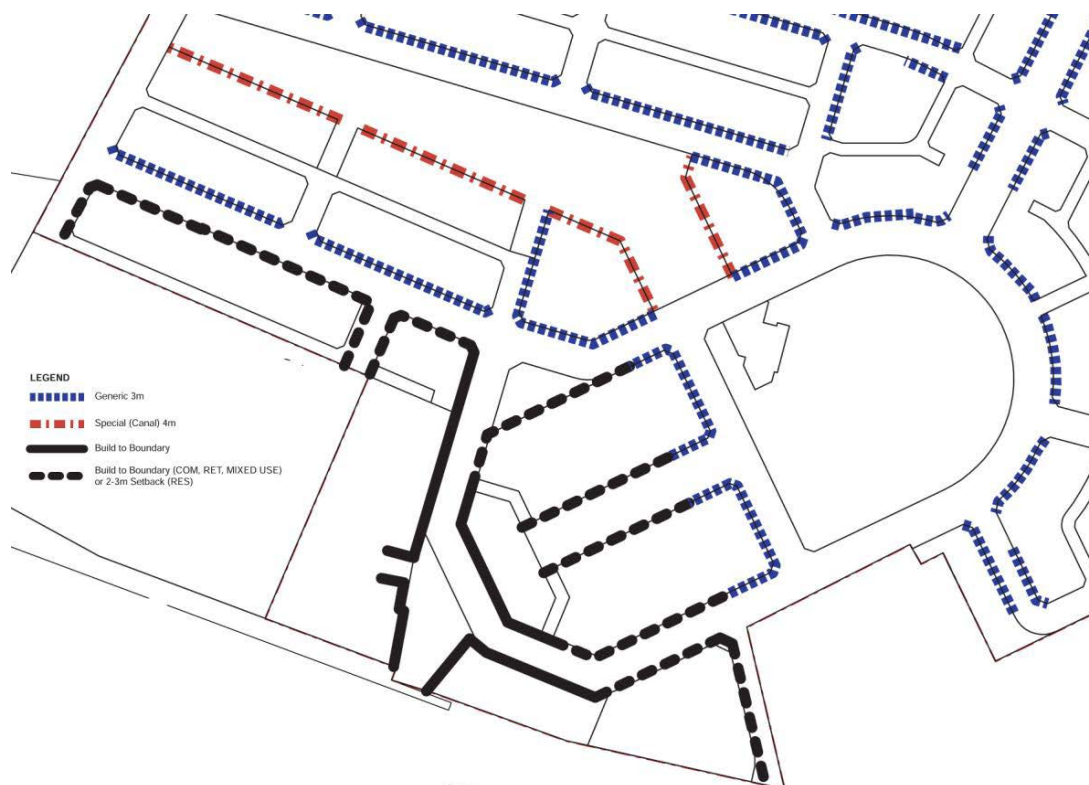 LEGEND
Generic 3m
Special (Canal) 4m
Build to Boundary
Build to Boundary (COM, RET, MIXED USE)
or 2-3m Setback (RES)